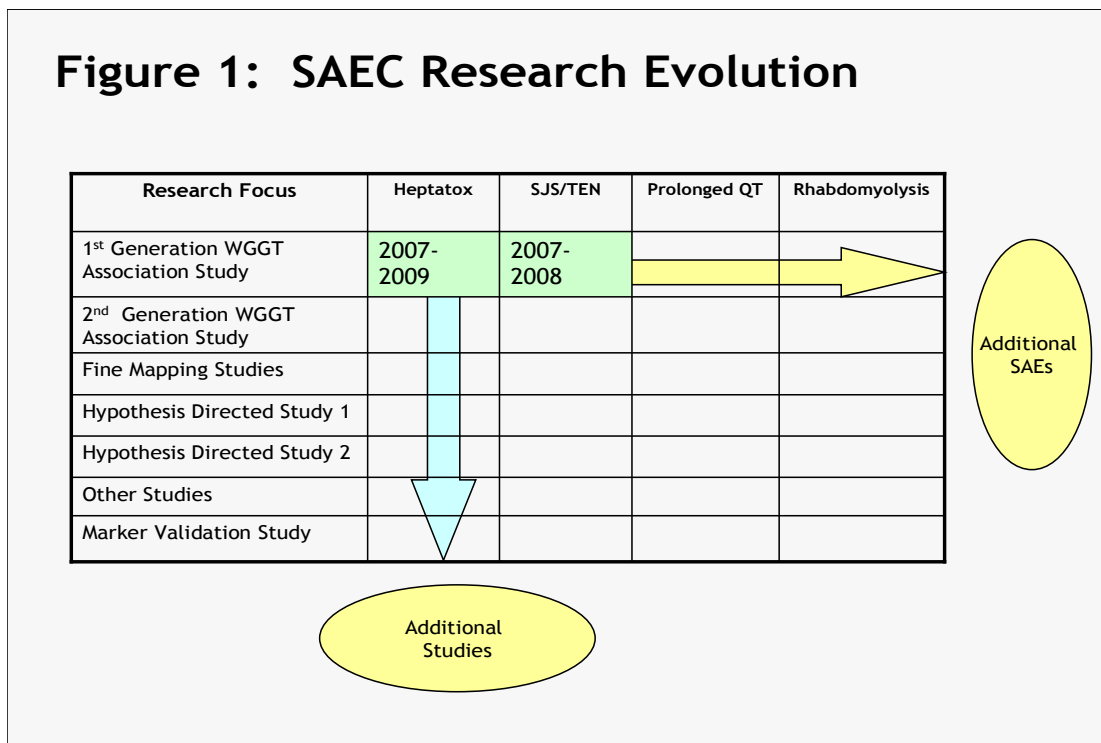 Figure 1: SAEC Research Evolution
Research Focus
Heptatox
SJS/TEN
Prolonged QT
Rhabdomyolysis
1st Generation WGGT
Association Study
2007-
2009
2007-
2008
2nd Generation WGGT
Association Study
Fine Mapping Studies
Hypothesis Directed Study 1
Hypothesis Directed Study 2
Other Studies
Marker Validation Study
Additional
SAEs
Additional
Studies